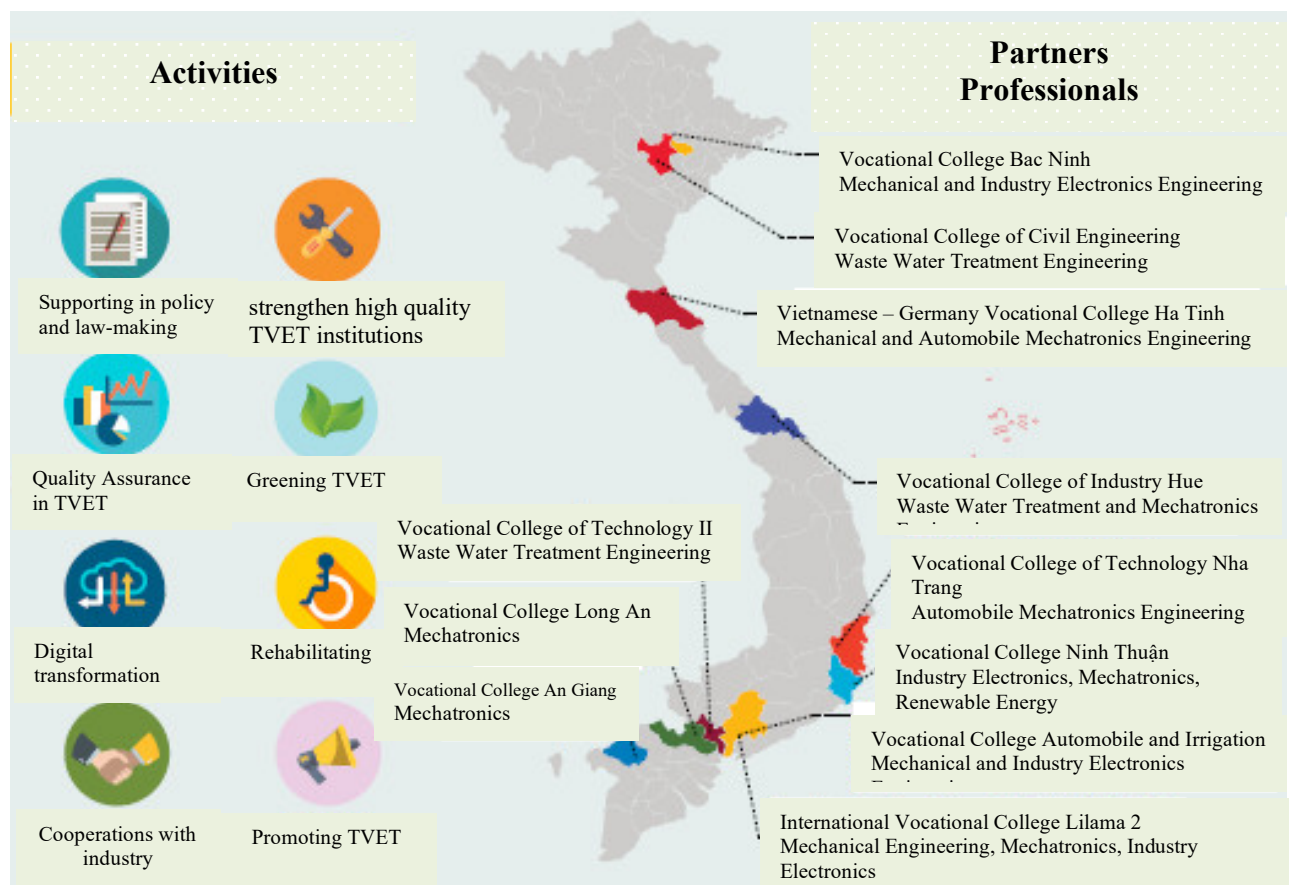 Activities
Supporting in policy
and law-making
strengthen high quality
TVET institutions
Quality Assurance
in TVET
Greening TVET
Digital
transformation
Rehabilitating
Cooperations with
industry
Promoting TVET
Vocational College of Technology II
Waste Water Treatment Engineering
Vocational College Long An
Mechatronics
Vocational College An Giang
Mechatronics
Partners
Professionals
Vocational College Bac Ninh
Mechanical and Industry Electronics Engineering
Vocational College of Civil Engineering
Waste Water Treatment Engineering
Vietnamese – Germany Vocational College Ha Tinh
Mechanical and Automobile Mechatronics Engineering
Vocational College of Industry Hue
Waste Water Treatment and Mechatronics
Vocational College of Technology Nha
Trang
Automobile Mechatronics Engineering
Vocational College Ninh Thuận
Industry Electronics, Mechatronics,
Renewable Energy
Vocational College Automobile and Irrigation
Mechanical and Industry Electronics
International Vocational College Lilama 2
Mechanical Engineering, Mechatronics, Industry
Electronics